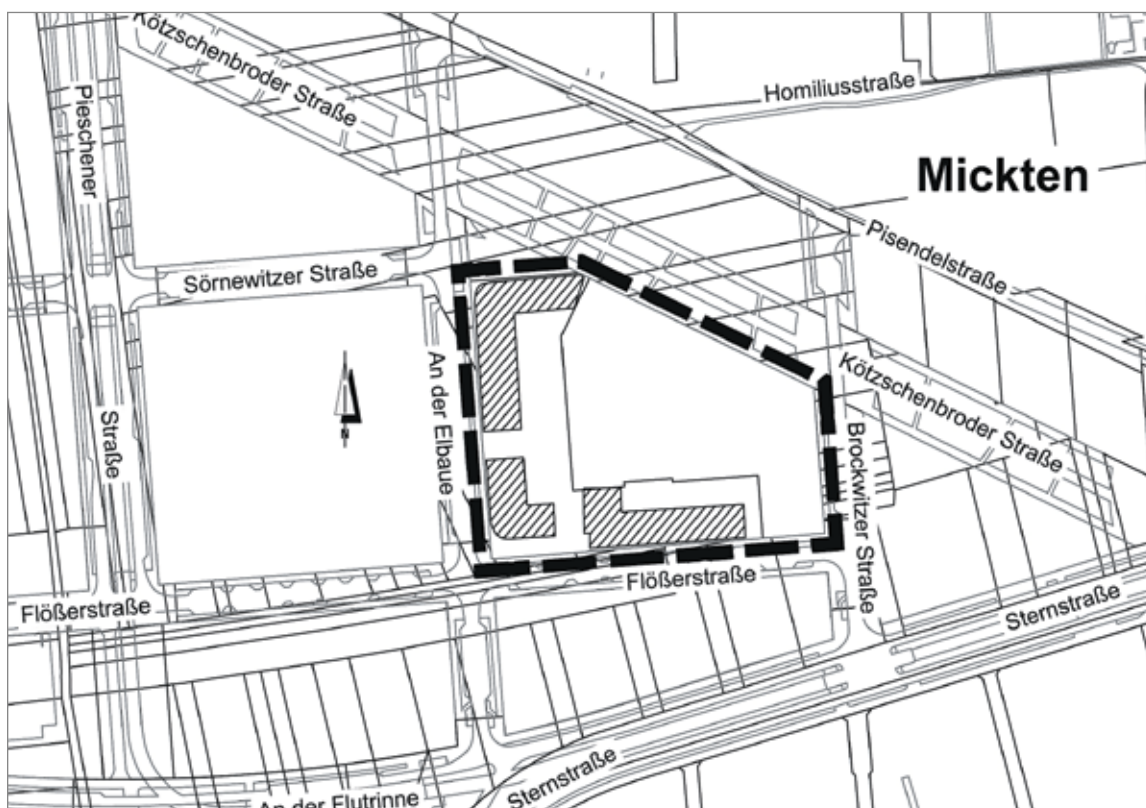 Kötzschenbroder Straße
Pieschener
Homiliusstraße
Mickten
Sörnewitzer Straße
Pisendelstraße
An der Elbaue
Straße
Kötzschenbroder Straße
Brockwitzer Straße
N
Flößerstraße
Flößerstraße
Sternstraße
Sternstraße
An der Flutrinne